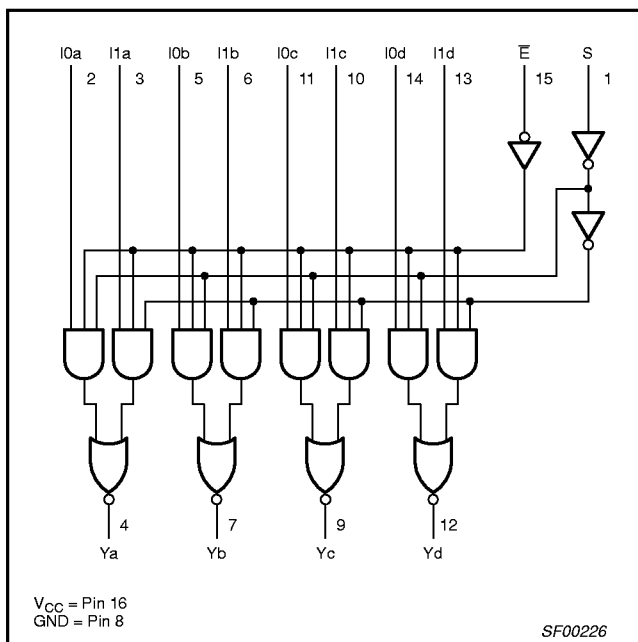 I0a I1a I0b I1b I0c I1c I0d I1d E̅ S
2 3 5 6 11 10 14 13 15 1
4 7 9 12
Ya Yb Yc Yd
VCC = Pin 16
GND = Pin 8
SF00226